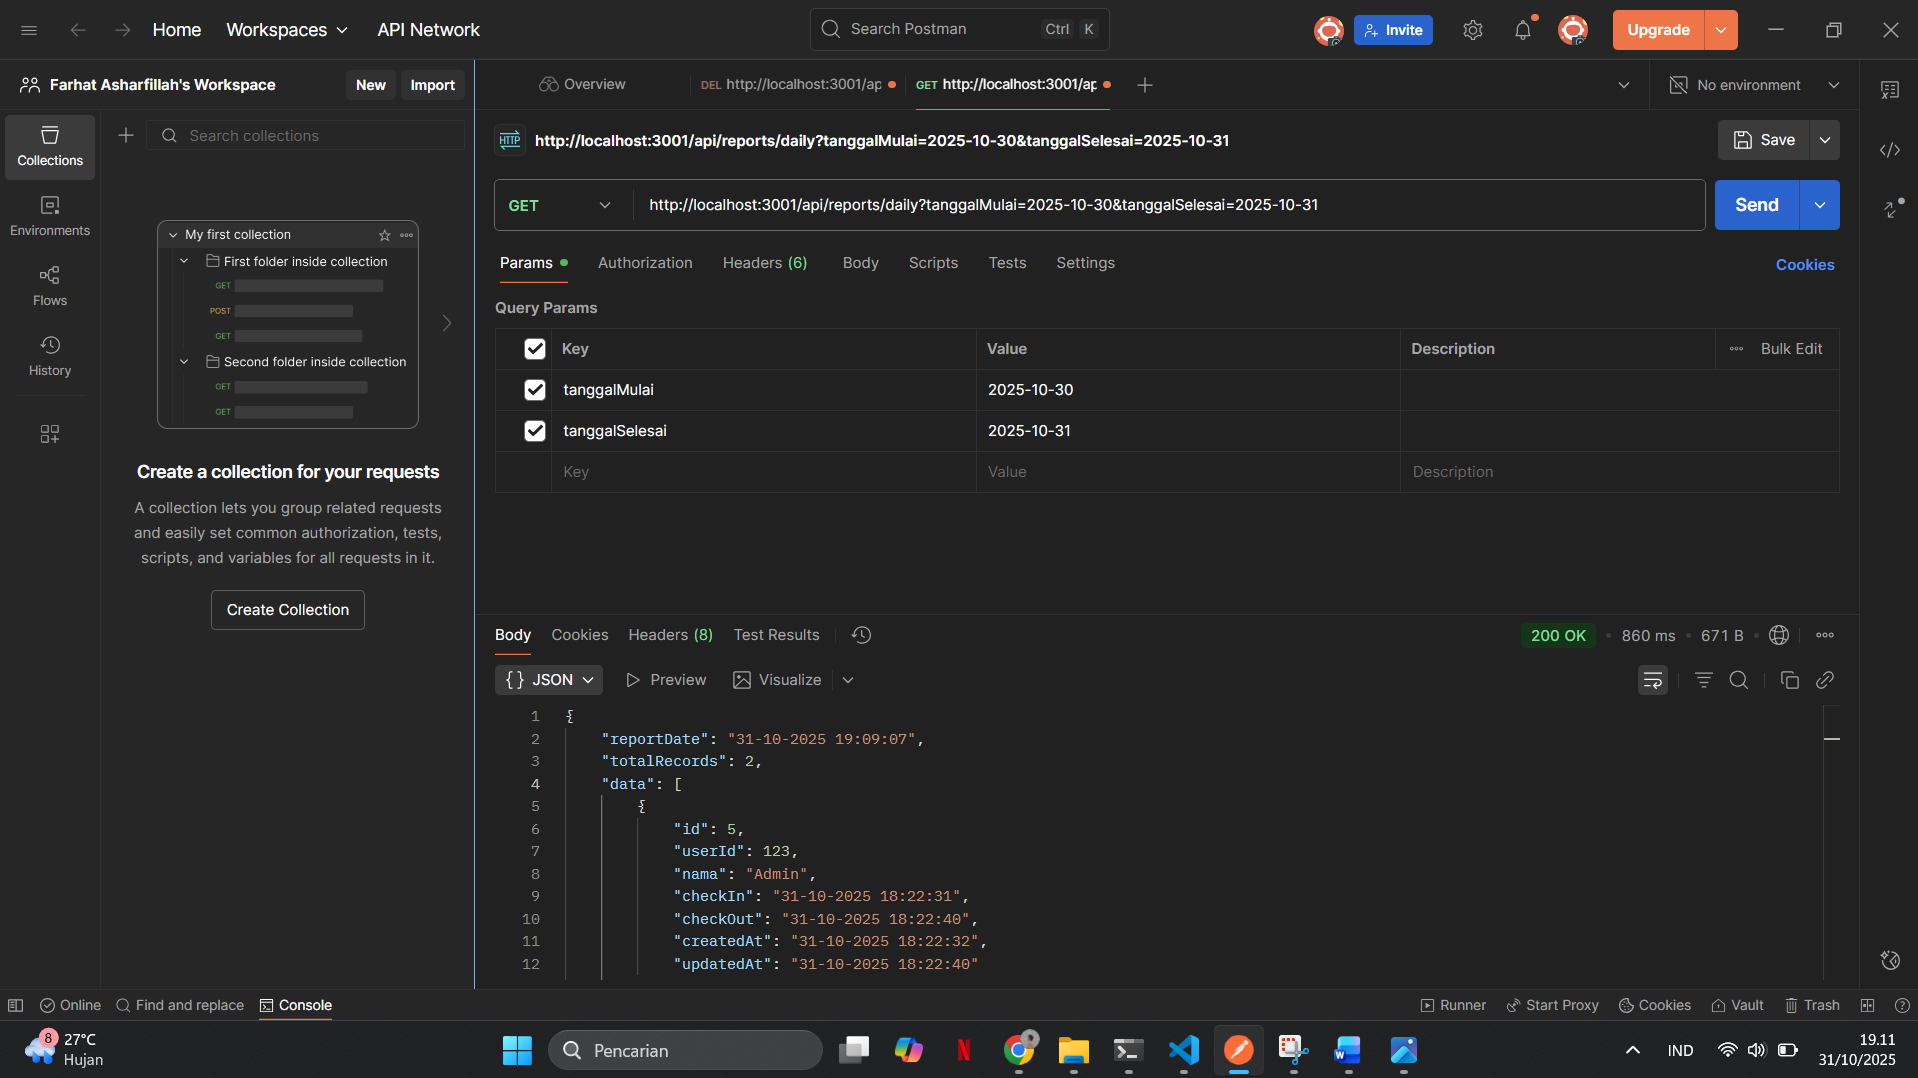 Home
Workspaces
API Network
Search Postman
Ctrl
K
Invite
Upgrade
Farhat Asharfillah's Workspace
New
Import
Overview
DEL http://localhost:3001/ap
GET http://localhost:3001/ap
No environment
Collections
Environments
Flows
History
Search collections
My first collection
First folder inside collection
GET
POST
GET
Second folder inside collection
GET
GET
Create a collection for your requests
A collection lets you group related requests
and easily set common authorization, tests,
scripts, and variables for all requests in it.
Create Collection
HTTP
http://localhost:3001/api/reports/daily?tanggalMulai=2025-10-30&tanggalSelesai=2025-10-31
Save
GET
http://localhost:3001/api/reports/daily?tanggalMulai=2025-10-30&tanggalSelesai=2025-10-31
Send
Params
Authorization
Headers (6)
Body
Scripts
Tests
Settings
Cookies
Query Params
Key
Value
Description
Bulk Edit
tanggalMulai
2025-10-30
tanggalSelesai
2025-10-31
Key
Value
Description
Body
Cookies
Headers (8)
Test Results
200 OK
860 ms
671 B
{} JSON
Preview
Visualize
1 {
2 "reportDate": "31-10-2025 19:09:07",
3 "totalRecords": 2,
4 "data": [
5 {
6 "id": 5,
7 "userId": 123,
8 "nama": "Admin",
9 "checkIn": "31-10-2025 18:22:31",
10 "checkOut": "31-10-2025 18:22:40",
11 "createdAt": "31-10-2025 18:22:32",
12 "updatedAt": "31-10-2025 18:22:40"
Online
Find and replace
Console
Runner
Start Proxy
Cookies
Vault
Trash
8
27°C
Hujan
Pencarian
IND
19.11
31/10/2025